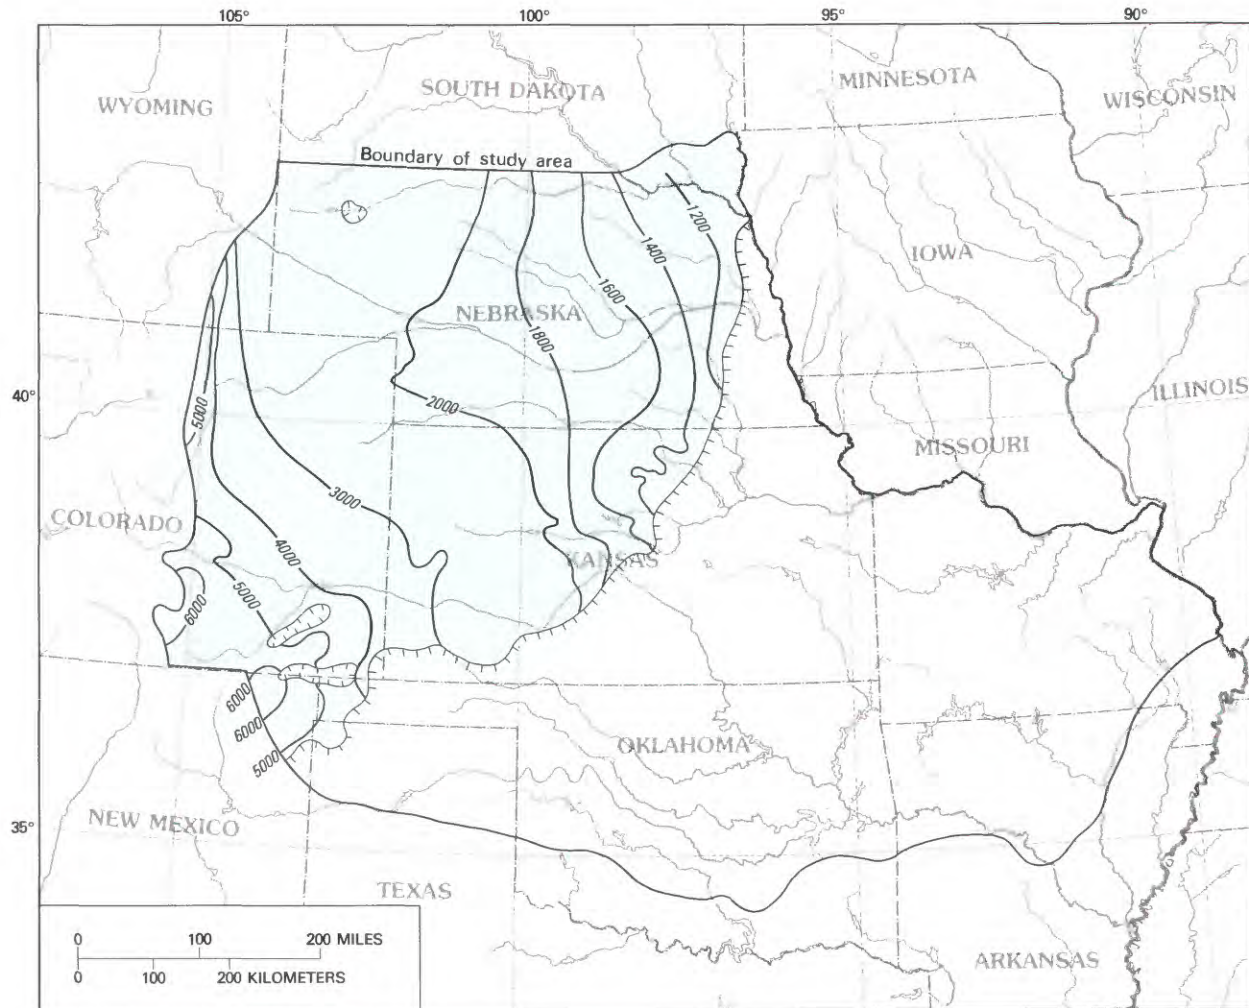 105°
100°
95°
90°
WYOMING
SOUTH DAKOTA
MINNESOTA
WISCONSIN
Boundary of study area
1200
1400
IOWA
1600
NEBRASKA
1800
40°
5000
2000
ILLINOIS
MISSOURI
3000
COLORADO
4000
KANSAS
5000
6000
6000
6000
5000
OKLAHOMA
35°
NEW MEXICO
TEXAS
ARKANSAS
0 100 200 MILES
0 100 200 KILOMETERS